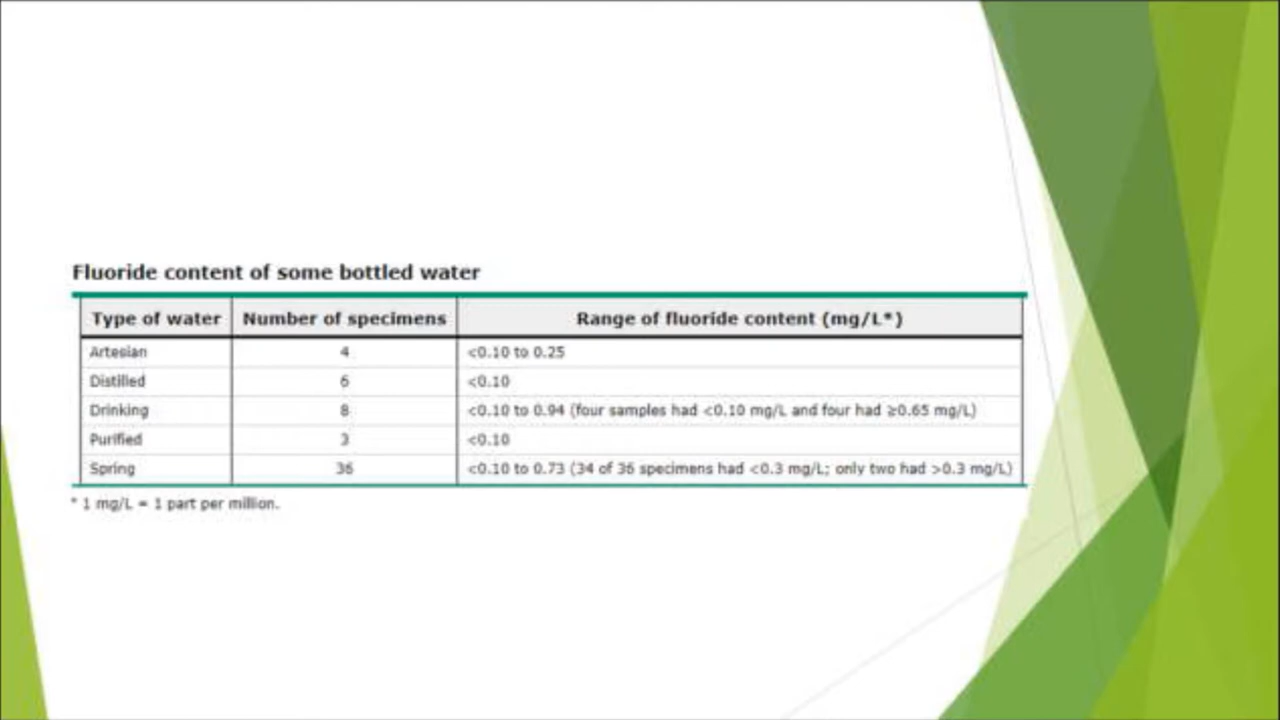 Fluoride content of some bottled water
Type of water Number of specimens Range of fluoride content (mg/L*)
Artesian 4 <0.10 to 0.25
Distilled 6 <0.10
Drinking 8 <0.10 to 0.94 (four samples had <0.10 mg/L and four had ≥0.65 mg/L)
Purified 3 <0.10
Spring 36 <0.10 to 0.73 (34 of 36 specimens had <0.3 mg/L; only two had >0.3 mg/L)
* 1 mg/L = 1 part per million.